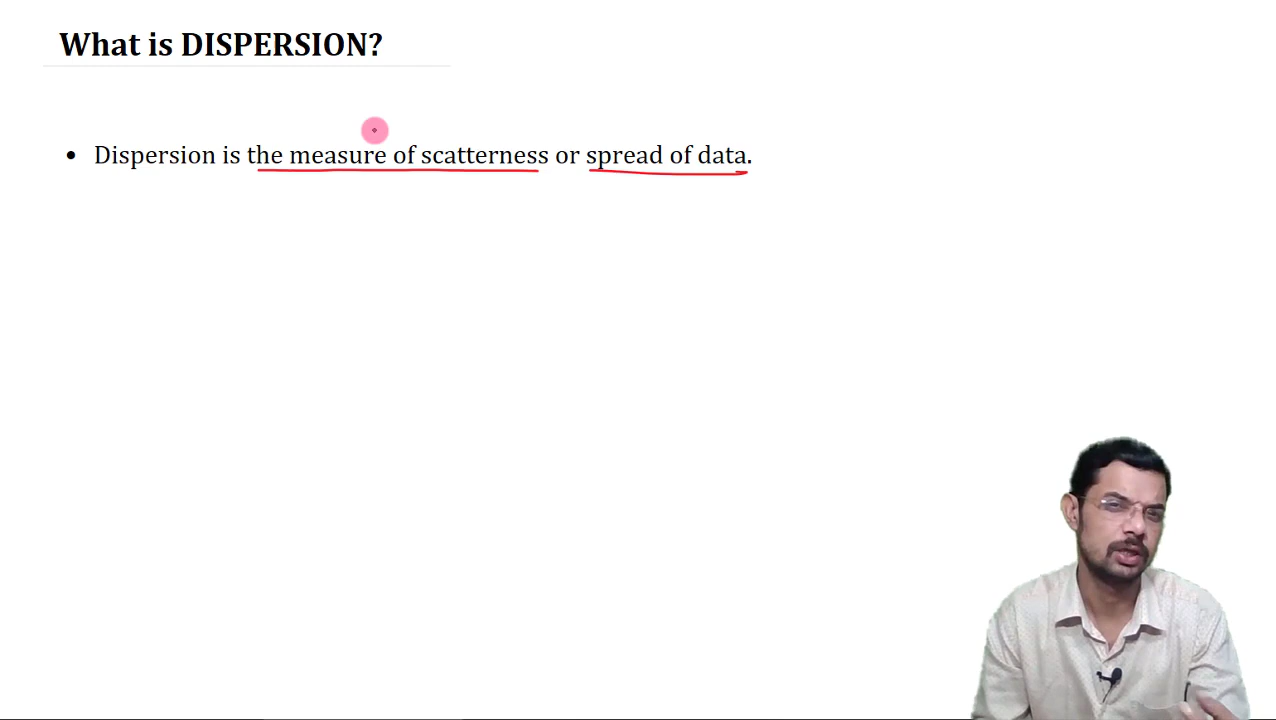 What is DISPERSION?
• Dispersion is the measure of scatterness or spread of data.